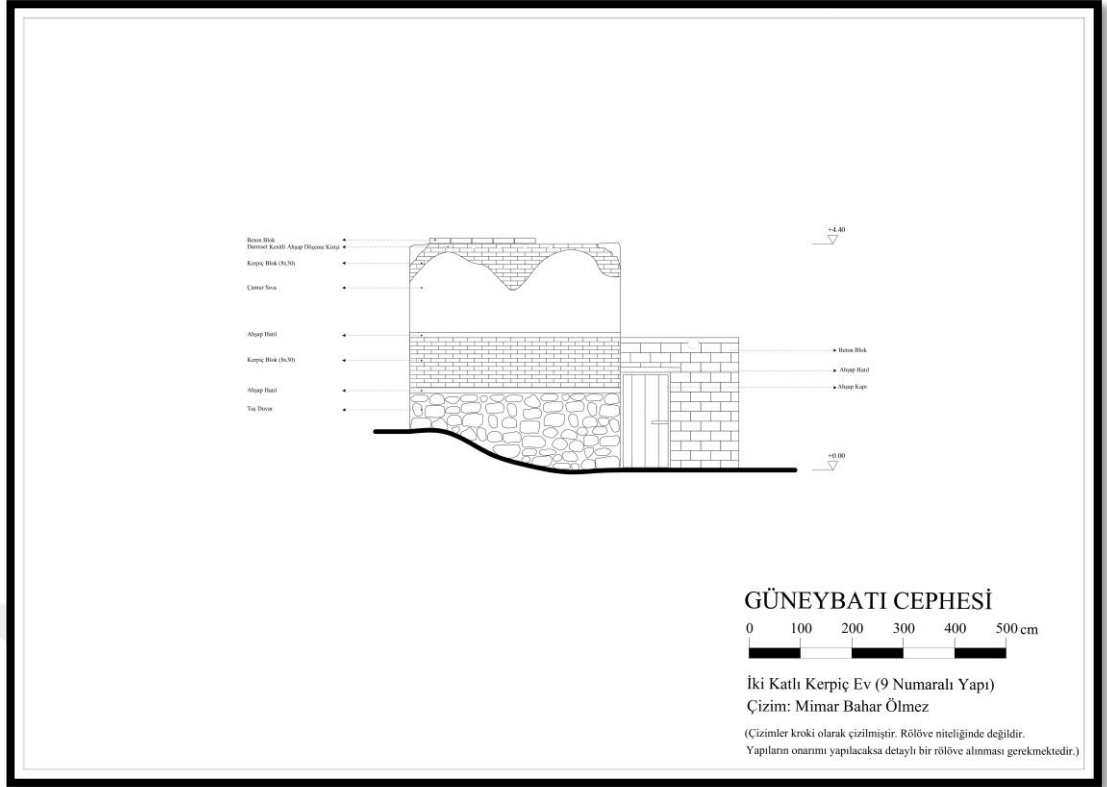 Beton Blok
Dairesel Kesitli Ahşap Döşeme Kirişi
Kerpiç Blok (8x30)
Çamur Sıva
Ahşap Hatıl
Kerpiç Blok (8x30)
Ahşap Hatıl
Taş Duvar
+4.40
Beton Blok
Ahşap Hatıl
Ahşap Kapı
+0.00
GÜNEYBATI CEPHESİ
0 100 200 300 400 500 cm
İki Katlı Kerpiç Ev (9 Numaralı Yapı)
Çizim: Mimar Bahar Ölmez
(Çizimler kroki olarak çizilmiştir. Rölöve niteliğinde değildir.
Yapıların onarımı yapılacaksa detaylı bir rölöve alınması gerekmektedir.)